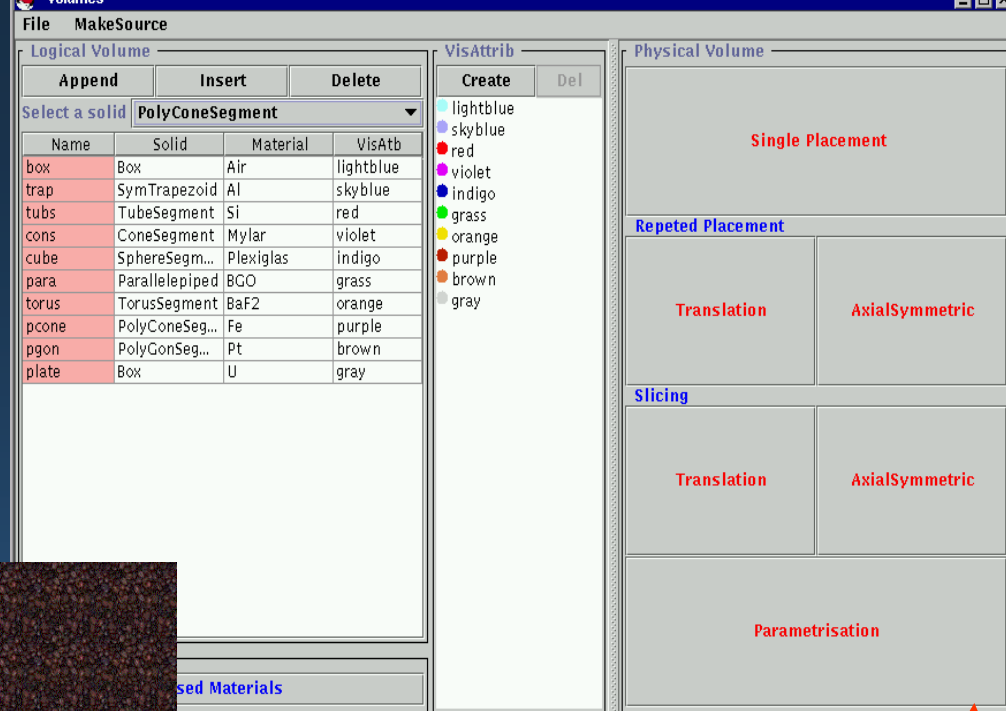 Volumes
File MakeSource
Logical Volume
Append Insert Delete
Select a solid PolyConeSegment
Name Solid Material VisAtb
box Box Air lightblue
trap SymTrapezoid Al skyblue
tubs TubeSegment Si red
cons ConeSegment Mylar violet
cube SphereSegm... Plexiglas indigo
para Parallelepiped BGO grass
torus TorusSegment BaF2 orange
pcone PolyConeSeg... Fe purple
pgon PolyGonSeg... Pt brown
plate Box U gray
sed Materials
VisAttrib
Create Del
lightblue
skyblue
red
violet
indigo
grass
orange
purple
brown
gray
Physical Volume
Single Placement
Repeted Placement
Translation AxialSymmetric
Slicing
Translation AxialSymmetric
Parametrisation